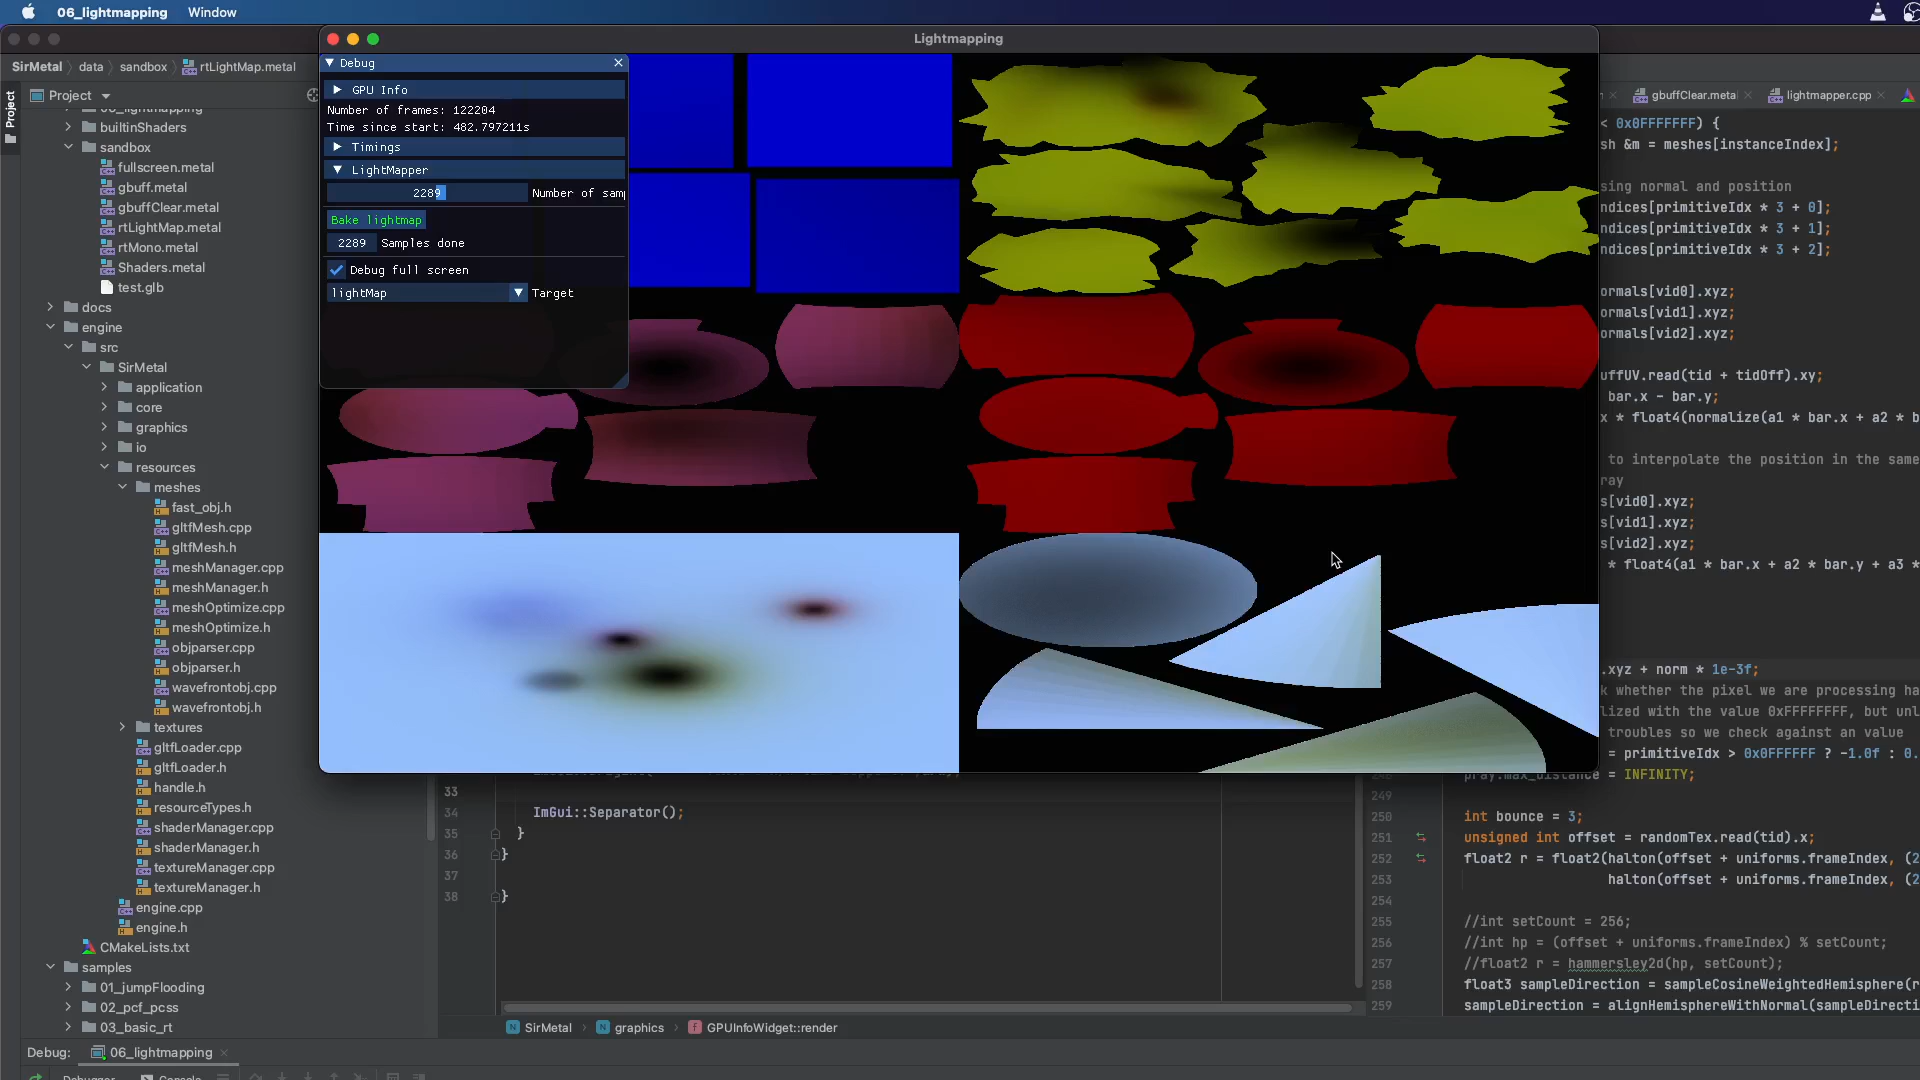 06_lightmapping Window
Lightmapping
SirMetal data sandbox rtLightMap.metal
Project
Project
builtinShaders
sandbox
fullscreen.metal
gbuff.metal
gbuffClear.metal
rtLightMap.metal
rtMono.metal
Shaders.metal
test.glb
docs
engine
src
SirMetal
application
core
graphics
io
resources
meshes
fast_obj.h
gltfMesh.cpp
gltfMesh.h
meshManager.cpp
meshManager.h
meshOptimize.cpp
meshOptimize.h
objparser.cpp
objparser.h
wavefrontobj.cpp
wavefrontobj.h
textures
gltfLoader.cpp
gltfLoader.h
handle.h
resourceTypes.h
shaderManager.cpp
shaderManager.h
textureManager.cpp
textureManager.h
engine.cpp
engine.h
CMakeLists.txt
samples
01_jumpFlooding
02_pcf_pcss
03_basic_rt
Debug
GPU Info
Number of frames: 122204
Time since start: 482.797211s
Timings
LightMapper
2289 Number of samp
Bake lightmap
2289 Samples done
Debug full screen
lightMap Target
gbuffClear.metal lightmapper.cpp
< 0x0FFFFFFF) {
sh &m = meshes[instanceIndex];
sing normal and position
ndices[primitiveIdx * 3 + 0];
ndices[primitiveIdx * 3 + 1];
ndices[primitiveIdx * 3 + 2];
ormals[vid0].xyz;
ormals[vid1].xyz;
ormals[vid2].xyz;
uffUV.read(tid + tidOff).xy;
bar.x - bar.y;
x * float4(normalize(a1 * bar.x + a2 * b
to interpolate the position in the same
ray
s[vid0].xyz;
s[vid1].xyz;
s[vid2].xyz;
* float4(a1 * bar.x + a2 * bar.y + a3 *
.xyz + norm * 1e-3f;
k whether the pixel we are processing ha
lized with the value 0xFFFFFFFF, but unl
troubles so we check against an value
= primitiveIdx > 0x0FFFFFF ? -1.0f : 0.
pray.max_distance = INFINITY;
249
250 int bounce = 3;
251 unsigned int offset = randomTex.read(tid).x;
252 float2 r = float2(halton(offset + uniforms.frameIndex, (2
253 halton(offset + uniforms.frameIndex, (2
254
255 //int setCount = 256;
256 //int hp = (offset + uniforms.frameIndex) % setCount;
257 //float2 r = hammersley2d(hp, setCount);
258 float3 sampleDirection = sampleCosineWeightedHemisphere(r
259 sampleDirection = alignHemisphereWithNormal(sampleDirecti
33
34 ImGui::Separator();
35 }
36 }
37
38 }
SirMetal graphics GPUInfoWidget::render
Debug: 06_lightmapping